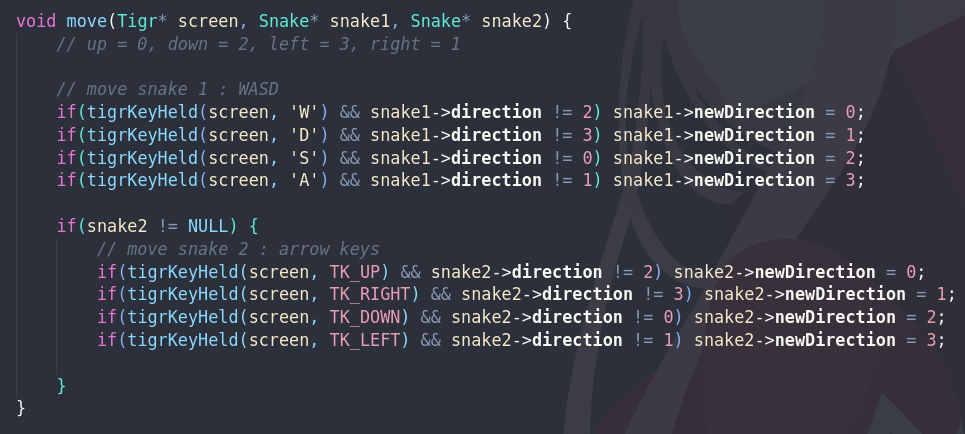 void move(Tigr* screen, Snake* snake1, Snake* snake2) {
    // up = 0, down = 2, left = 3, right = 1

    // move snake 1 : WASD
    if(tigrKeyHeld(screen, 'W') && snake1->direction != 2) snake1->newDirection = 0;
    if(tigrKeyHeld(screen, 'D') && snake1->direction != 3) snake1->newDirection = 1;
    if(tigrKeyHeld(screen, 'S') && snake1->direction != 0) snake1->newDirection = 2;
    if(tigrKeyHeld(screen, 'A') && snake1->direction != 1) snake1->newDirection = 3;

    if(snake2 != NULL) {
        // move snake 2 : arrow keys
        if(tigrKeyHeld(screen, TK_UP) && snake2->direction != 2) snake2->newDirection = 0;
        if(tigrKeyHeld(screen, TK_RIGHT) && snake2->direction != 3) snake2->newDirection = 1;
        if(tigrKeyHeld(screen, TK_DOWN) && snake2->direction != 0) snake2->newDirection = 2;
        if(tigrKeyHeld(screen, TK_LEFT) && snake2->direction != 1) snake2->newDirection = 3;

    }
}